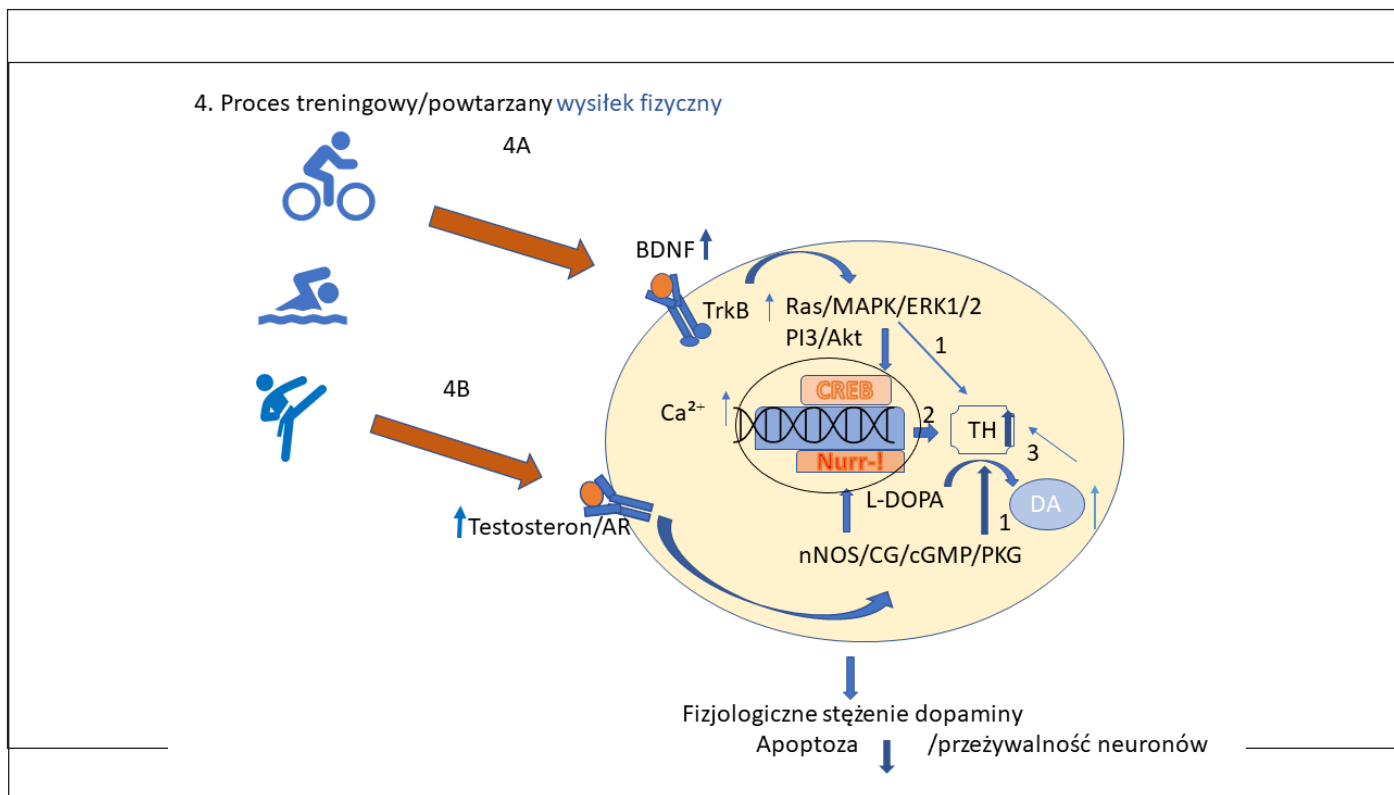 4. Proces treningowy/powtarzany wysiłek fizyczny
4A
BDNF
TrkB
Ras/MAPK/ERK1/2
PI3/Akt
1
4B
Ca²⁺
CREB
2
TH
3
Nurr-!
L-DOPA
DA
Testosteron/AR
1
nNOS/CG/cGMP/PKG
Fizjologiczne stężenie dopaminy
Apoptoza /przeżywalność neuronów